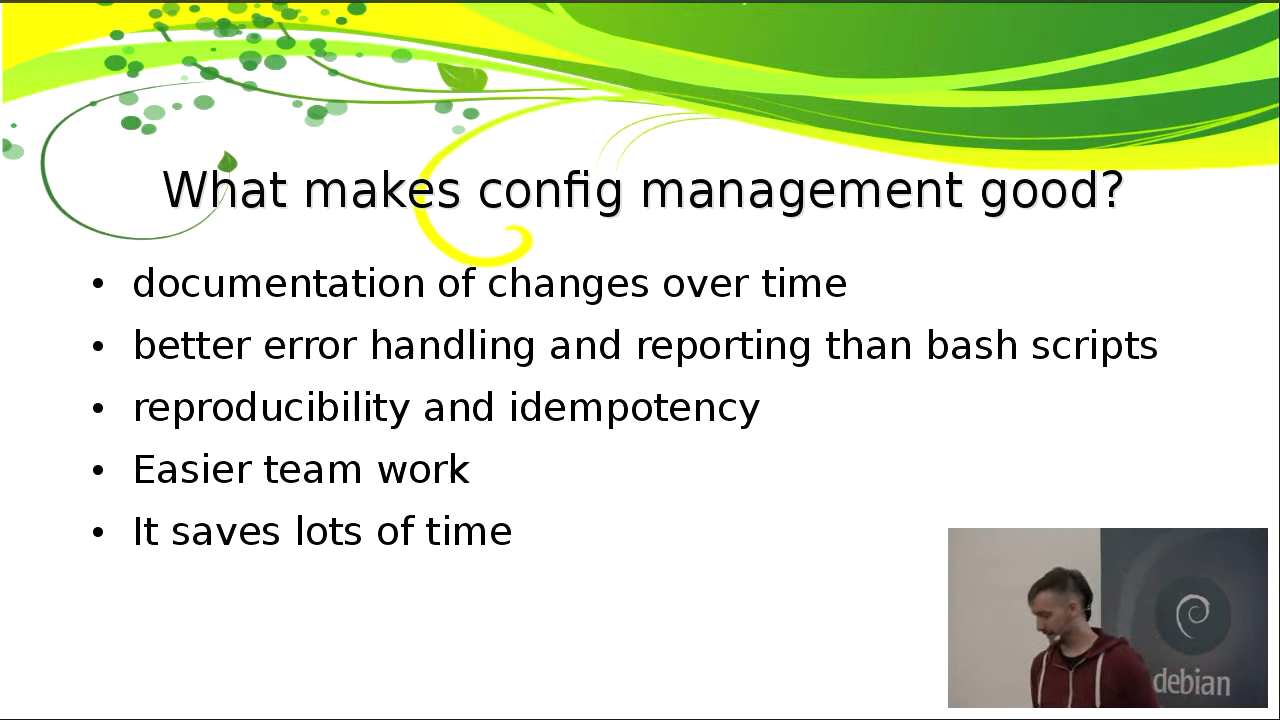 What makes config management good?
• documentation of changes over time
• better error handling and reporting than bash scripts
• reproducibility and idempotency
• Easier team work
• It saves lots of time
debian